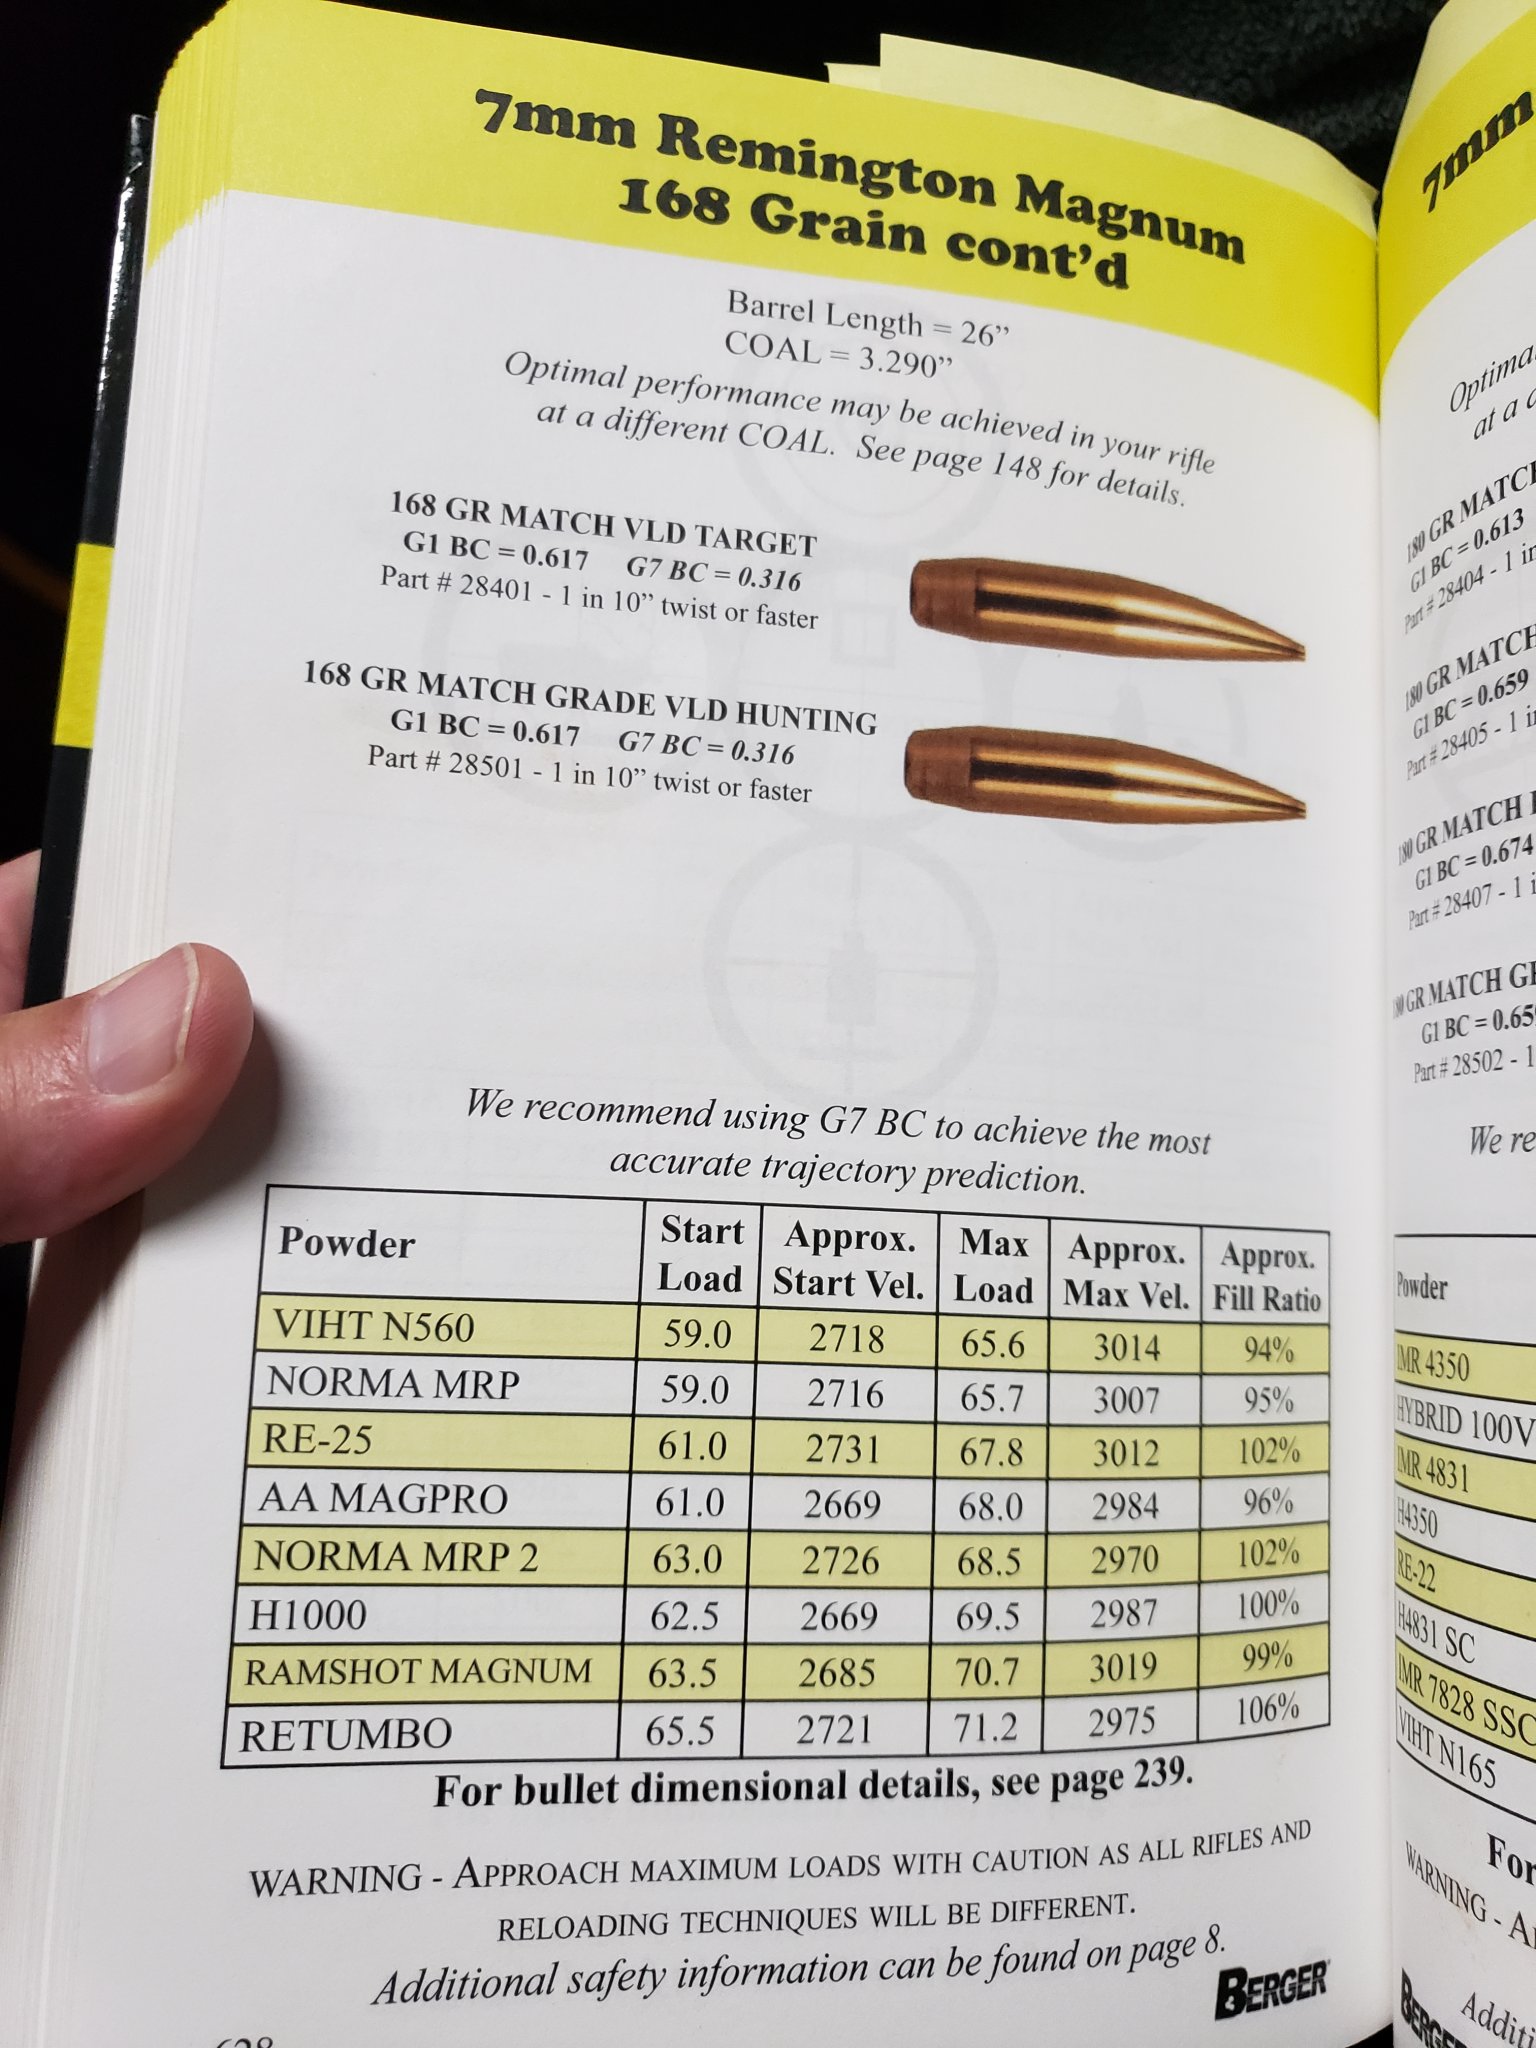 7mm Remington Magnum
168 Grain cont'd
Barrel Length = 26”
COAL = 3.290”
Optimal performance may be achieved in your rifle
at a different COAL. See page 148 for details.
168 GR MATCH VLD TARGET
G1 BC = 0.617 G7 BC = 0.316
Part # 28401 - 1 in 10” twist or faster
168 GR MATCH GRADE VLD HUNTING
G1 BC = 0.617 G7 BC = 0.316
Part # 28501 - 1 in 10” twist or faster
We recommend using G7 BC to achieve the most
accurate trajectory prediction.
Powder Start Load Approx. Start Vel. Max Load Approx. Max Vel. Approx. Fill Ratio
VIHT N560 59.0 2718 65.6 3014 94%
NORMA MRP 59.0 2716 65.7 3007 95%
RE-25 61.0 2731 67.8 3012 102%
AA MAGPRO 61.0 2669 68.0 2984 96%
NORMA MRP 2 63.0 2726 68.5 2970 102%
H1000 62.5 2669 69.5 2987 100%
RAMSHOT MAGNUM 63.5 2685 70.7 3019 99%
RETUMBO 65.5 2721 71.2 2975 106%
For bullet dimensional details, see page 239.
WARNING - APPROACH MAXIMUM LOADS WITH CAUTION AS ALL RIFLES AND
RELOADING TECHNIQUES WILL BE DIFFERENT.
Additional safety information can be found on page 8.
BERGER
7mm
at a
180 GR MATCH
G1 BC = 0.613
Part # 28404 - 1 in
180 GR MATCH
G1 BC = 0.659
Part # 28405 - 1 in
GR MATCH
G1 BC = 0.674
Part # 28407 - 1
GR MATCH
G1 BC = 0.65
Part # 28502 - 1
We
Powder
IMR 4350
HYBRID 100V
IMR 4831
H4350
RE-22
H4831 SC
IMR 7828 SSC
VIHT N165
For
WARNING -